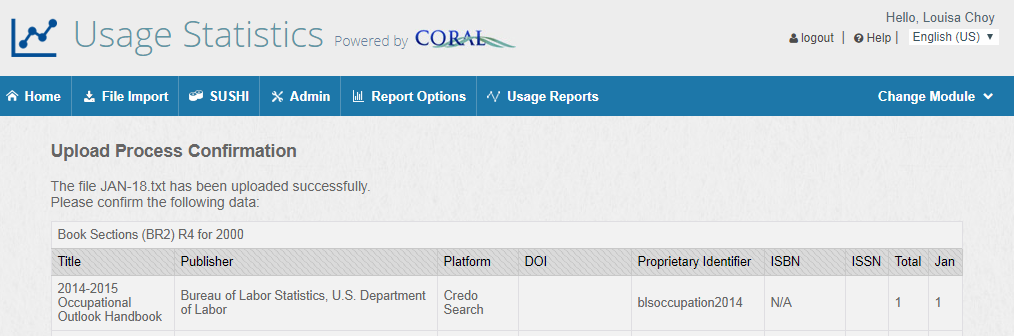 Hello, Louisa Choy
Usage Statistics Powered by CORAL
logout | Help | English (US) ▼
Home File Import SUSHI Admin Report Options Usage Reports Change Module
Upload Process Confirmation
The file JAN-18.txt has been uploaded successfully.
Please confirm the following data:
Book Sections (BR2) R4 for 2000
Title Publisher Platform DOI Proprietary Identifier ISBN ISSN Total Jan
2014-2015
Occupational
Outlook Handbook
Bureau of Labor Statistics, U.S. Department
of Labor
Credo
Search
blsoccupation2014
N/A
1
1